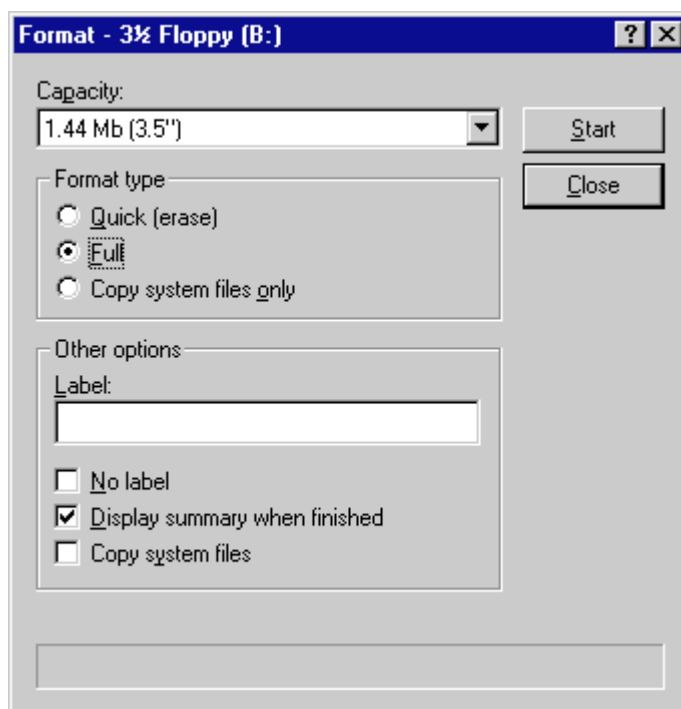 Format - 3½ Floppy (B:)
Capacity:
1.44 Mb (3.5")
Start
Format type
Close
Quick (erase)
Full
Copy system files only
Other options
Label:
No label
Display summary when finished
Copy system files